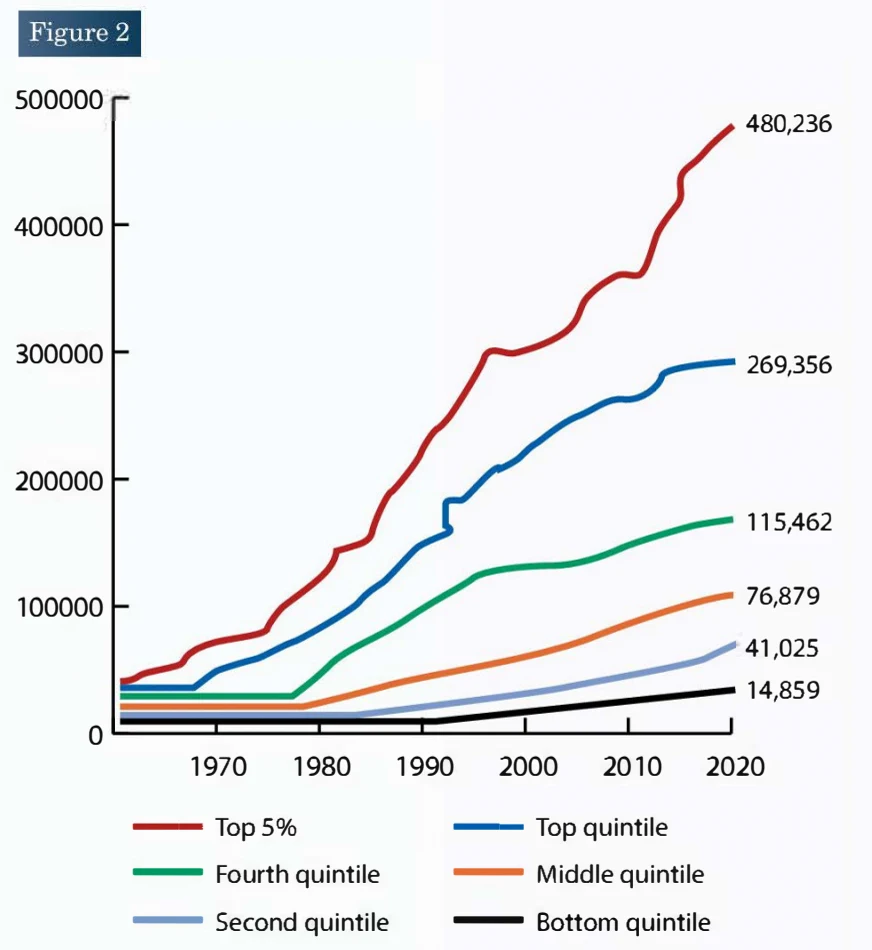 Figure 2
500000
480,236
400000
300000
269,356
200000
115,462
100000
76,879
41,025
14,859
0
1970 1980 1990 2000 2010 2020
Top 5% Top quintile
Fourth quintile Middle quintile
Second quintile Bottom quintile